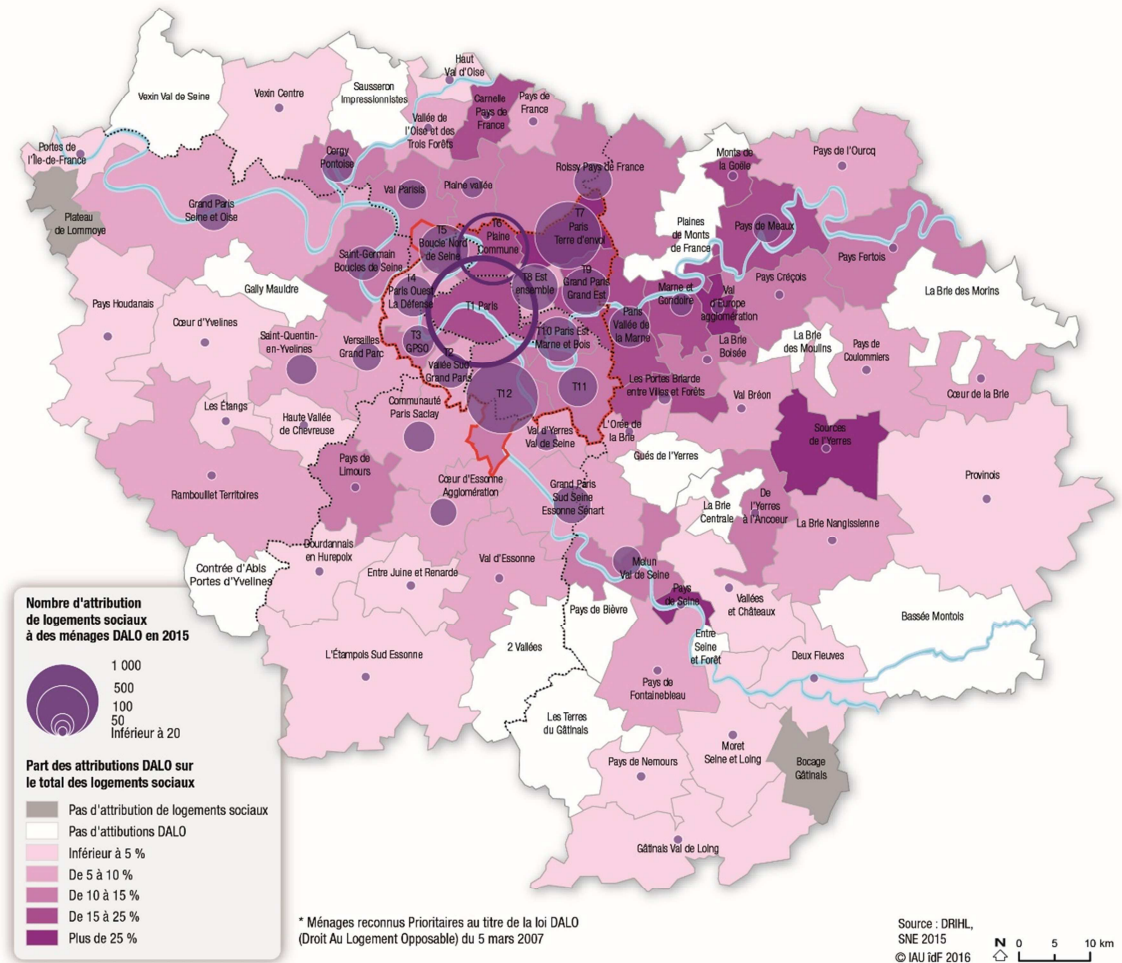 Haut
Val d'Oise
Vexin Val de Seine
Vexin Centre
Sausseron
Impressionnistes
Carnelle
Pays de
France
Pays de
France
Vallée de
l'Oise et des
Trois Forêts
Portes de
l'Île-de-France
Cergy
Pontoise
Roissy Pays de France
Monts de
la Goële
Pays de l'Ourcq
Val Parisis
Plaine vallée
Grand Paris
Seine et Oise
Plateau
de Lommoye
T5
Boucle Nord
de Seine
T6
Plaine
Commune
T7
Paris
Terre d'envol
Plaines
de Monts
de France
Pays de Meaux
Saint-Germain
Boucles de Seine
Pays Fertois
T4
Paris Ouest
La Défense
T8 Est
ensemble
T9
Grand Paris
Grand Est
Pays Créçois
Gally Mauldre
Marne et
Gondoire
Val
d'Europe
agglomération
La Brie des Morins
Pays Houdanais
T1 Paris
Cœur d'Yvelines
Paris
Vallée de
la Marne
Saint-Quentin-
en-Yvelines
Versailles
Grand Parc
T3
GPSO
T10 Paris Est
Marne et Bois
La Brie
Boisée
La Brie
des Moulins
Pays de
Coulommiers
T2
Vallée Sud
Grand Paris
T12
T11
Les Portes Briarde
entre Villes et Forêts
Val Bréon
Cœur de la Brie
Les Étangs
Communauté
Paris Saclay
Haute Vallée
de Chevreuse
Val d'Yerres
Val de Seine
L'Orée de
la Brie
Sources
de l'Yerres
Gués de l'Yerres
Pays de
Limours
Provinois
Rambouillet Territoires
Cœur d'Essonne
Agglomération
Grand Paris
Sud Seine
Essonne Sénart
La Brie
Centrale
De
l'Yerres
à l'Ancoeur
La Brie Nangissienne
Dourdannais
en Hurepoix
Entre Juine et Renarde
Val d'Essonne
Melun
Val de Seine
Contrée d'Ablis
Portes d'Yvelines
Pays
de Seine
Vallées
et Châteaux
Pays de Bièvre
Bassée Montois
2 Vallées
Entre
Seine
et Forêt
L'Étampois Sud Essonne
Deux Fleuves
Pays de
Fontainebleau
Les Terres
du Gâtinais
Moret
Seine et Loing
Pays de Nemours
Bocage
Gâtinais
Gâtinais Val de Loing
Nombre d'attribution
de logements sociaux
à des ménages DALO en 2015
1 000
500
100
50
Inférieur à 20
Part des attributions DALO sur
le total des logements sociaux
Pas d'attribution de logements sociaux
Pas d'attibutions DALO
Inférieur à 5 %
De 5 à 10 %
De 10 à 15 %
De 15 à 25 %
Plus de 25 %
* Ménages reconnus Prioritaires au titre de la loi DALO
(Droit Au Logement Opposable) du 5 mars 2007
Source : DRIHL,
SNE 2015
© IAU îdF 2016
N 0 5 10 km